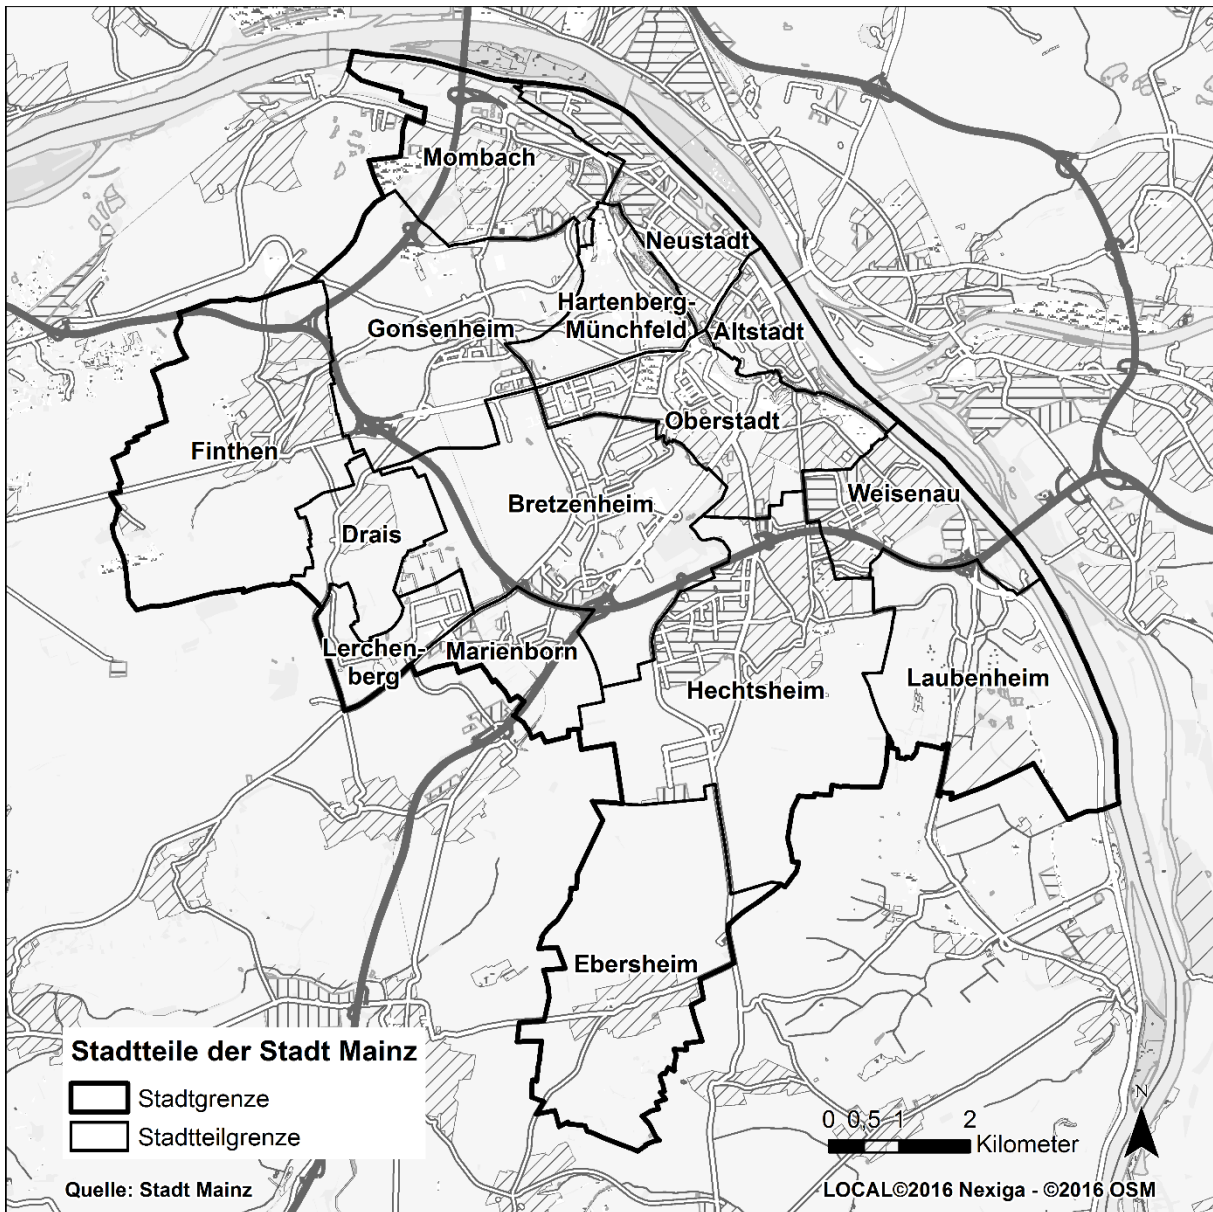 Mombach
Neustadt
Hartenberg-
Münchfeld
Gonsenheim
Altstadt
Oberstadt
Finthen
Weisenau
Bretzenheim
Drais
Lerchen-
berg
Marienborn
Hechtsheim
Laubenheim
Ebersheim
Stadtteile der Stadt Mainz
Stadtgrenze
Stadtteilgrenze
Quelle: Stadt Mainz
N
0 0,5 1 2
Kilometer
LOCAL©2016 Nexiga - ©2016 OSM